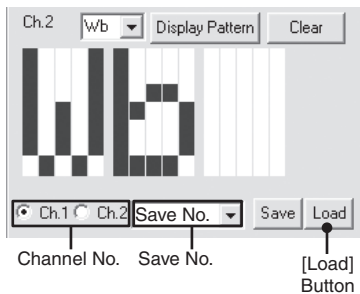 Ch.2 Wb Display Pattern Clear
Wb
Ch.1 Ch.2 Save No. Save Load
Channel No. Save No. [Load]
Button